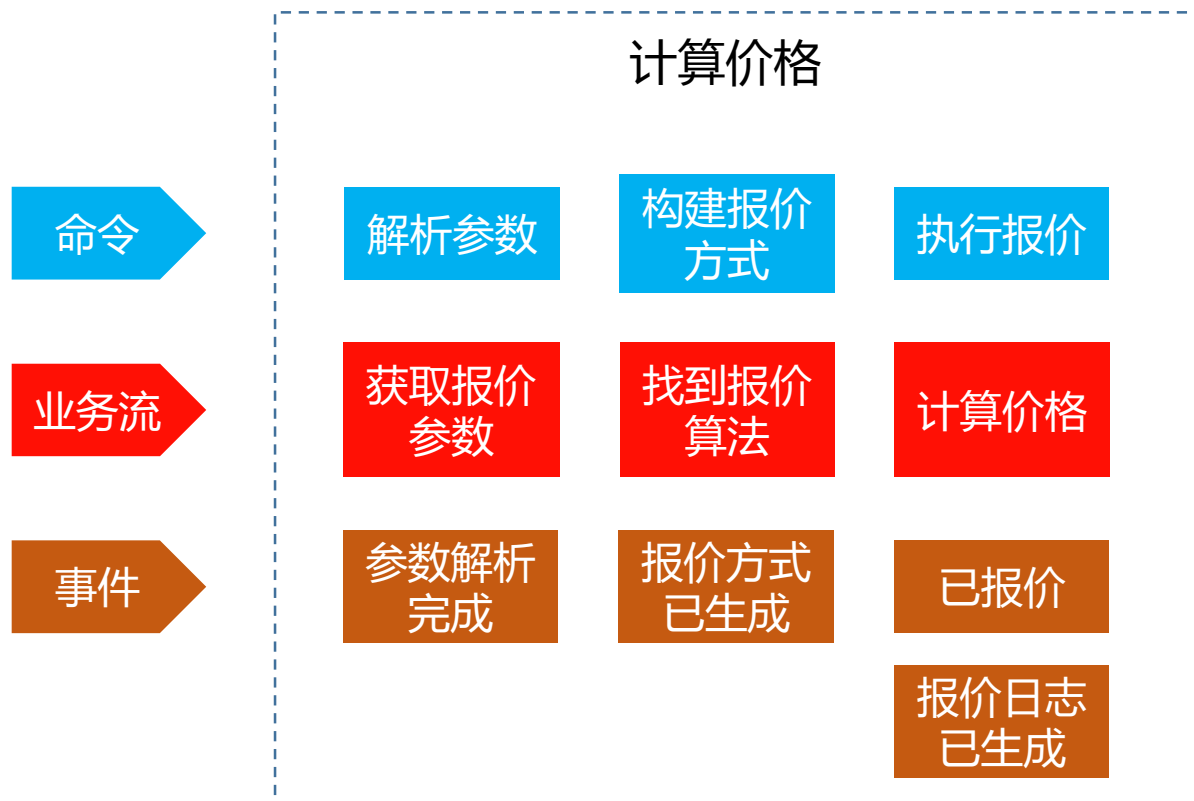 计算价格
命令
解析参数
构建报价
方式
执行报价
业务流
获取报价
参数
找到报价
算法
计算价格
事件
参数解析
完成
报价方式
已生成
已报价
报价日志
已生成